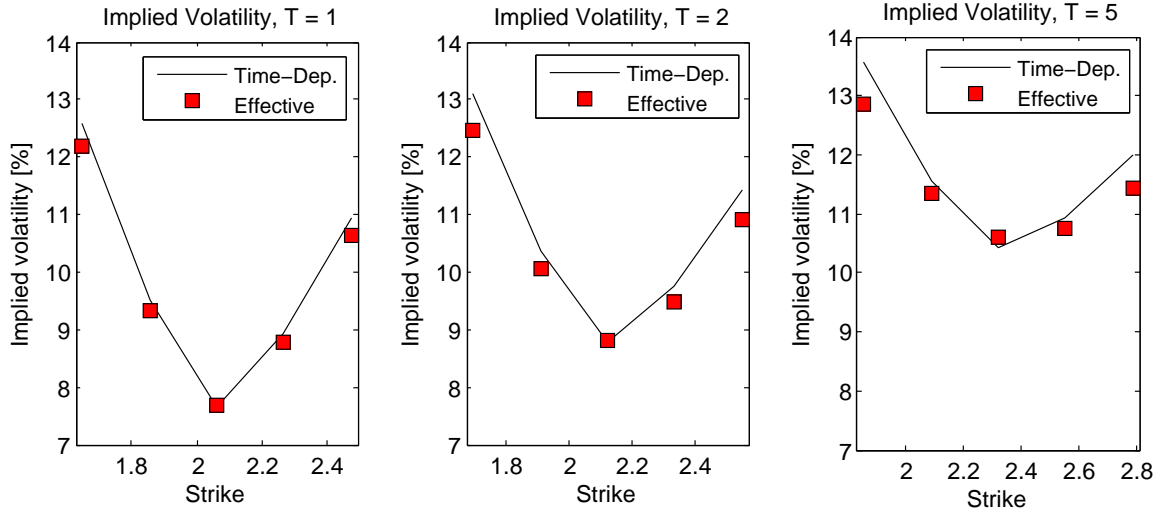 Implied Volatility, T = 1
14
13
12
11
10
9
8
7
Implied volatility [%]
Time−Dep.
Effective
1.8
2
2.2
2.4
Strike
Implied Volatility, T = 2
14
13
12
11
10
9
8
7
Implied volatility [%]
Time−Dep.
Effective
1.8
2
2.2
2.4
Strike
Implied Volatility, T = 5
14
13
12
11
10
9
8
7
Implied volatility [%]
Time−Dep.
Effective
2
2.2
2.4
2.6
2.8
Strike